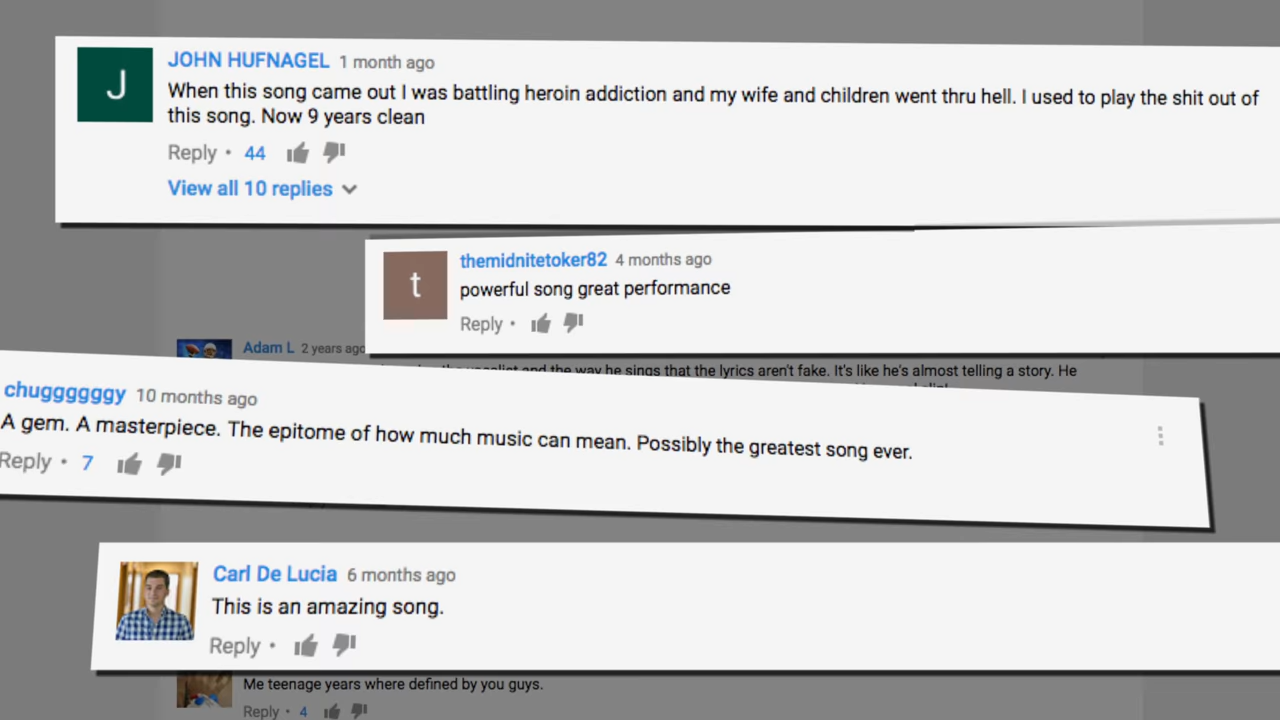 J
JOHN HUFNAGEL 1 month ago
When this song came out I was battling heroin addiction and my wife and children went thru hell. I used to play the shit out of
this song. Now 9 years clean
Reply • 44
View all 10 replies
t
themidnitetoker82 4 months ago
powerful song great performance
Reply •
Adam L 2 years ago
the vocalist and the way he sings that the lyrics aren't fake. It's like he's almost telling a story. He
chuggggggy 10 months ago
A gem. A masterpiece. The epitome of how much music can mean. Possibly the greatest song ever.
Reply • 7
Carl De Lucia 6 months ago
This is an amazing song.
Reply •
Me teenage years where defined by you guys.
Reply • 4